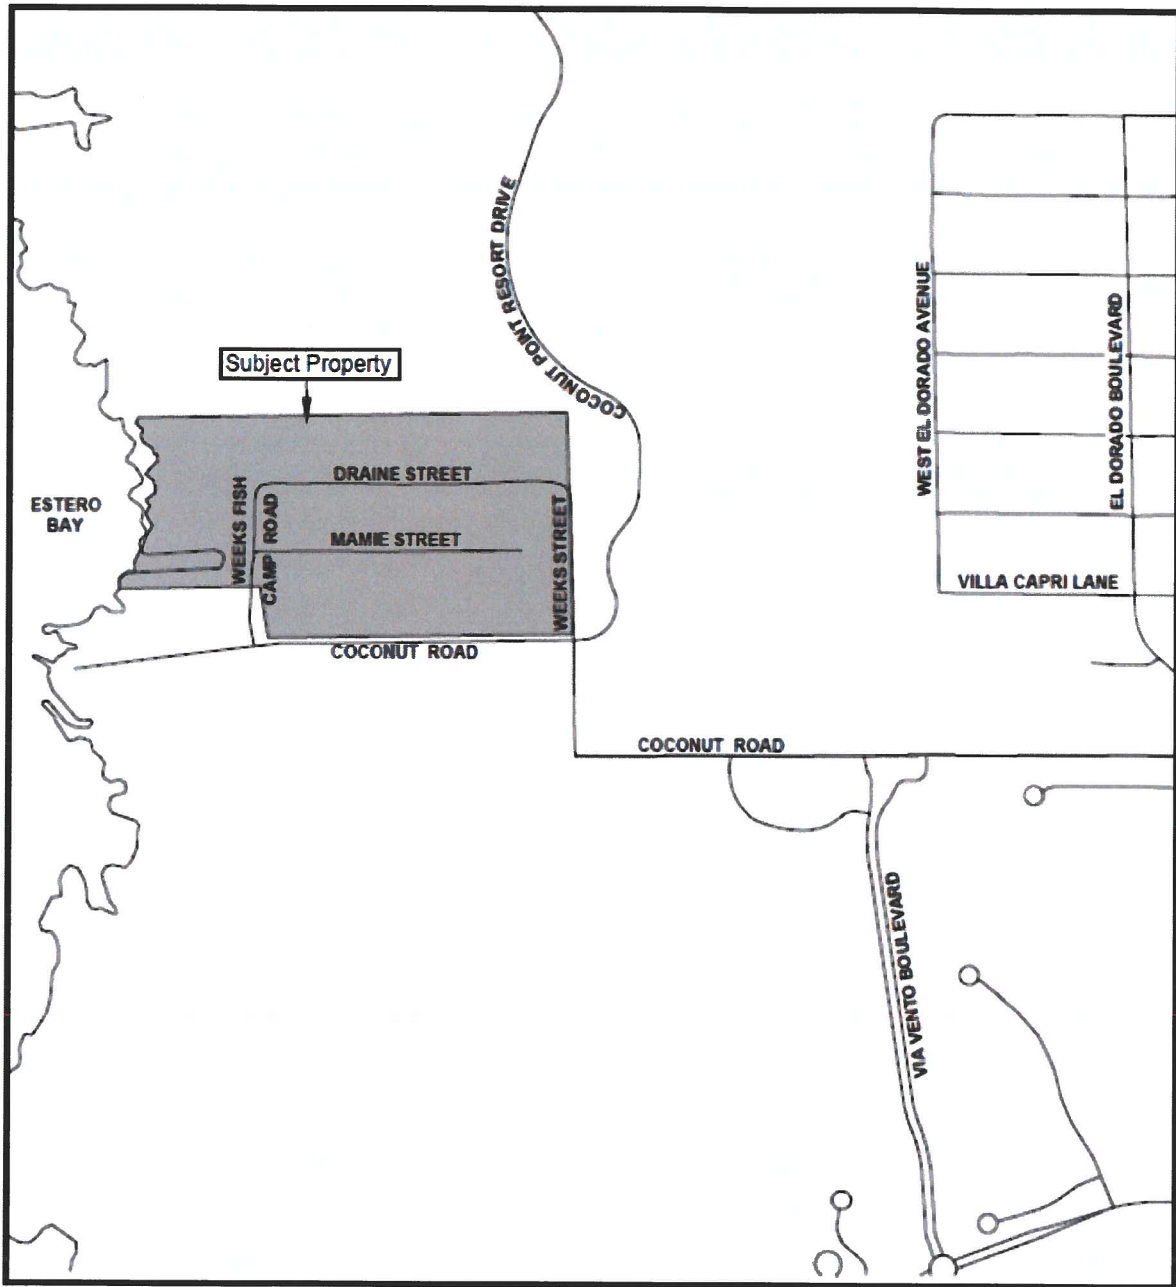 COCONUT POINT RESORT DRIVE
WEST EL DORADO AVENUE
EL DORADO BOULEVARD
Subject Property
ESTERO
BAY
WEEKS FISH
CAMP ROAD
DRAINE STREET
MAMIE STREET
WEEKS STREET
VILLA CAPRI LANE
COCONUT ROAD
COCONUT ROAD
VIA VENTO BOULEVARD